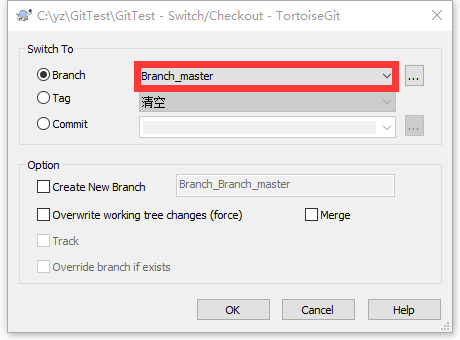 C:\yz\GitTest\GitTest - Switch/Checkout - TortoiseGit
Switch To
Branch
Branch_master
...
Tag
清空
Commit
...
Option
Create New Branch
Branch_Branch_master
Overwrite working tree changes (force)
Merge
Track
Override branch if exists
OK
Cancel
Help